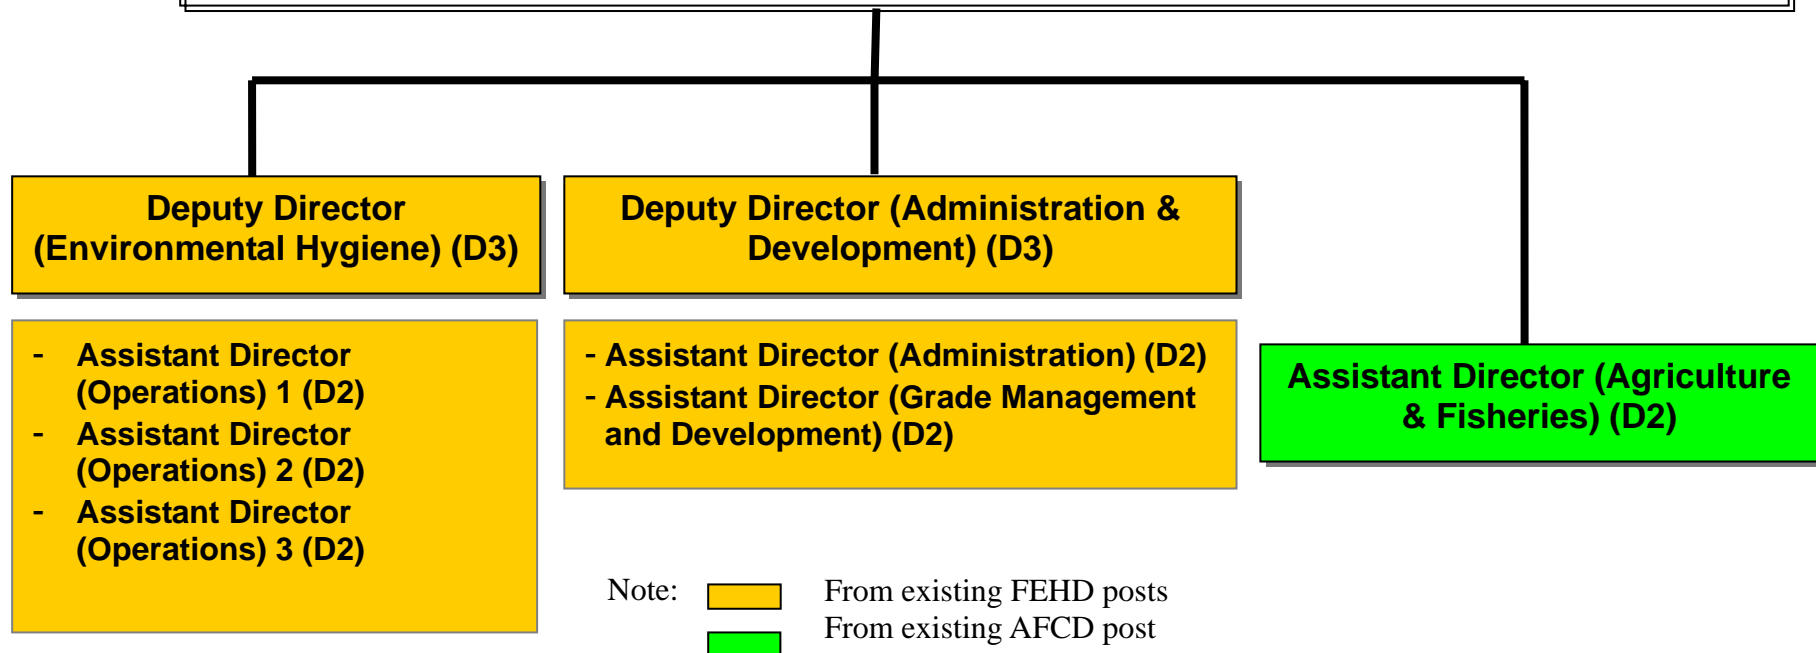 Deputy Director
(Environmental Hygiene) (D3)
Deputy Director (Administration &
Development) (D3)
- Assistant Director
(Operations) 1 (D2)
- Assistant Director
(Operations) 2 (D2)
- Assistant Director
(Operations) 3 (D2)
- Assistant Director (Administration) (D2)
- Assistant Director (Grade Management
and Development) (D2)
Assistant Director (Agriculture
& Fisheries) (D2)
Note: From existing FEHD posts
From existing AFCD post